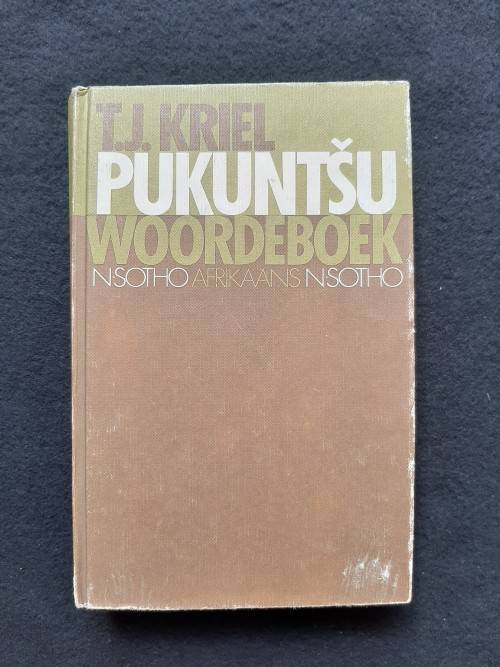 T.J. KRIEL
PUKUNTŠU
WOORDEBOEK
N-SOTHO AFRIKAANS N-SOTHO